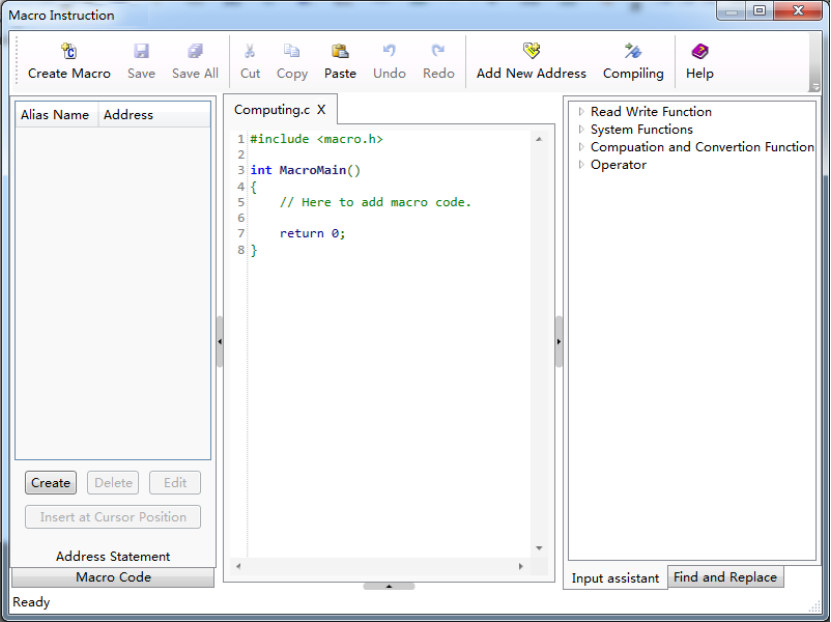 Macro Instruction
Create Macro Save Save All Cut Copy Paste Undo Redo Add New Address Compiling Help
Alias Name Address
Computing.c X
1 #include <macro.h>
2
3 int MacroMain()
4 {
5 // Here to add macro code.
6
7 return 0;
8 }
Read Write Function
System Functions
Compuation and Convertion Function
Operator
Create Delete Edit
Insert at Cursor Position
Address Statement
Macro Code
Input assistant Find and Replace
Ready